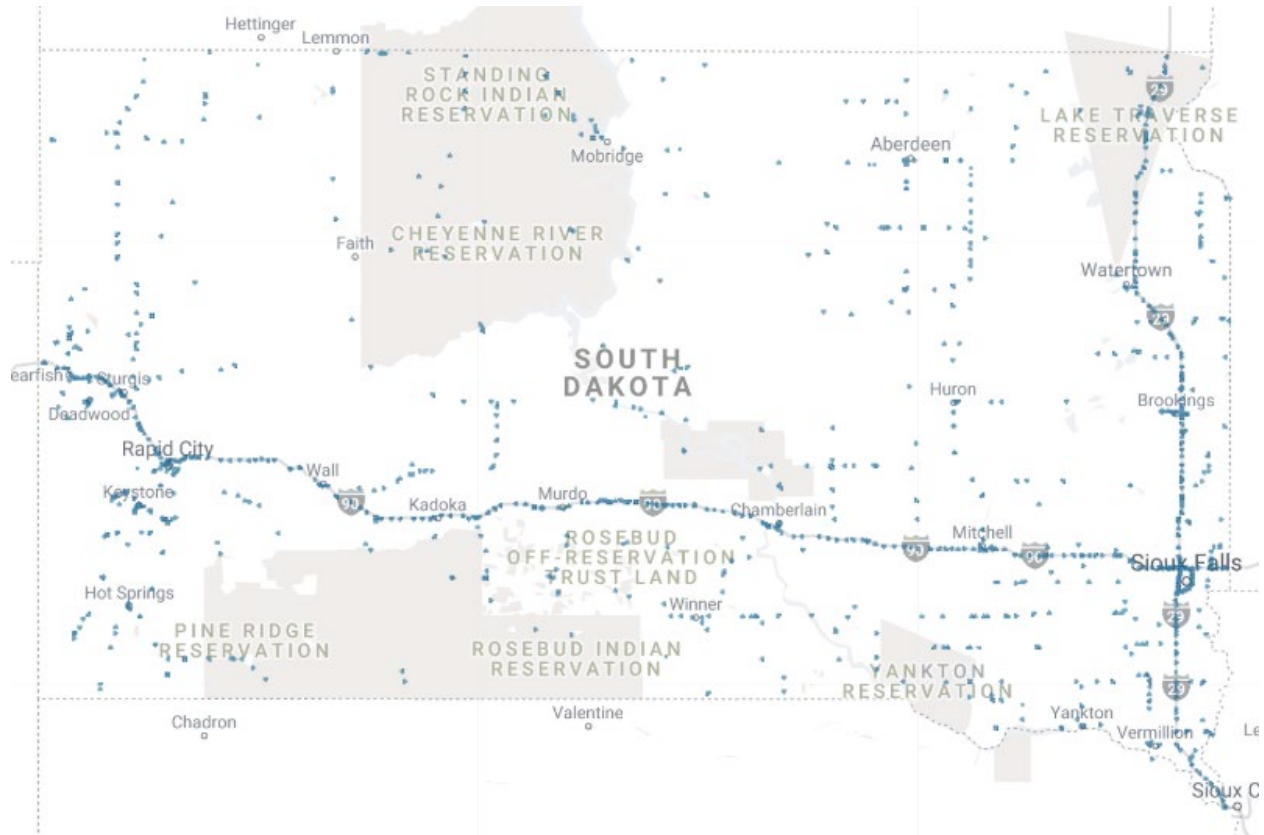 Hettinger
Lemmon
STANDING
ROCK INDIAN
RESERVATION
29
LAKE TRAVERSE
RESERVATION
Aberdeen
Mobridge
CHEYENNE RIVER
RESERVATION
Faith
Watertown
29
SOUTH
DAKOTA
earfish
Sturgis
Deadwood
Huron
Brookings
Rapid City
Wall
Keystone
90
Kadoka
Murdo
90
Chamberlain
Mitchell
90
90
ROSEBUD
OFF-RESERVATION
TRUST LAND
Sioux Falls
Hot Springs
Winner
29
PINE RIDGE
RESERVATION
ROSEBUD INDIAN
RESERVATION
YANKTON
RESERVATION
29
Chadron
Valentine
Yankton
Vermillion
Le
Sioux C